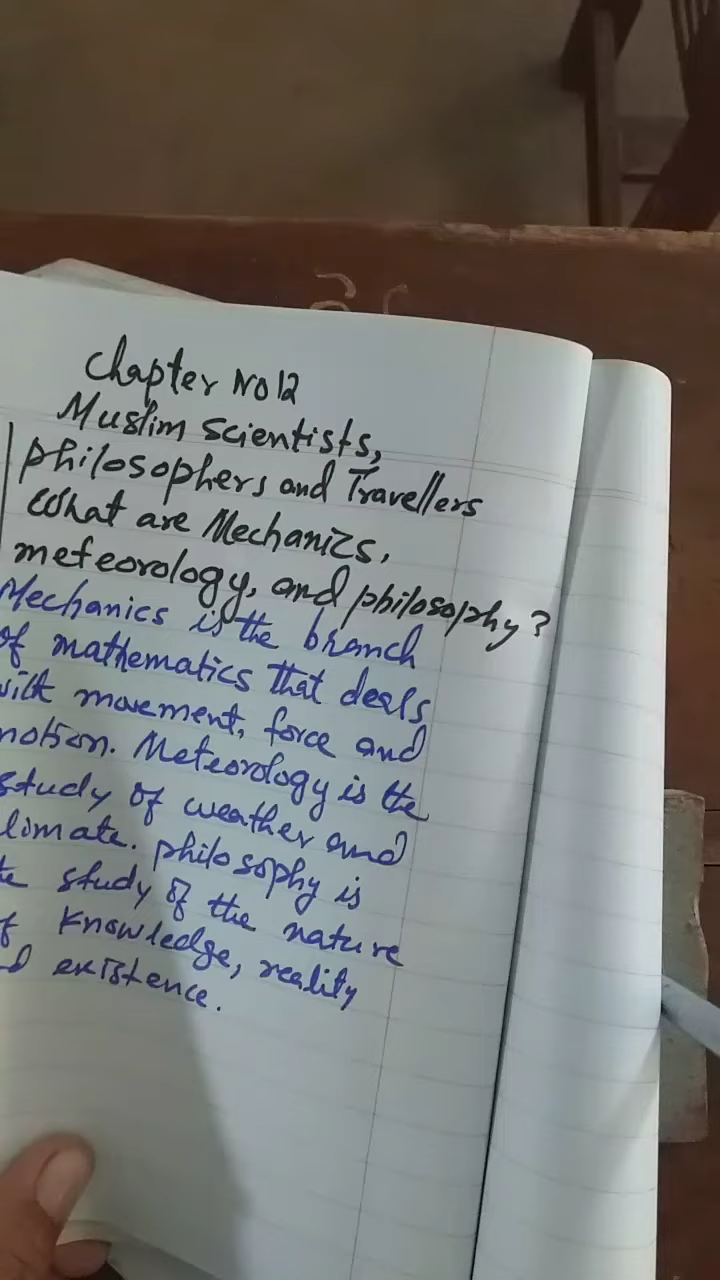 Chapter No 12
Muslim Scientists,
Philosophers and Travellers
What are Mechanics,
meteorology, and philosophy?
Mechanics is the branch
of mathematics that deals
with movement, force and
motion. Meteorology is the
study of weather and
climate. Philosophy is
the study of the nature
of knowledge, reality
and existence.